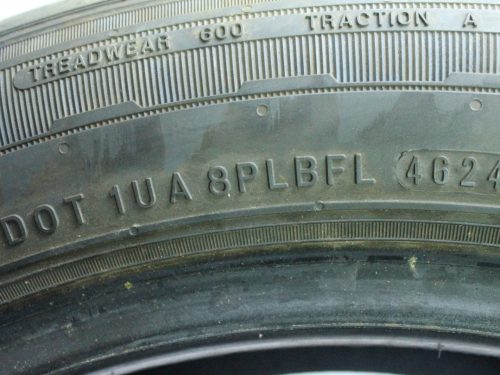 TREADWEAR 600 TRACTION A
DOT 1UA 8PLBFL 4624